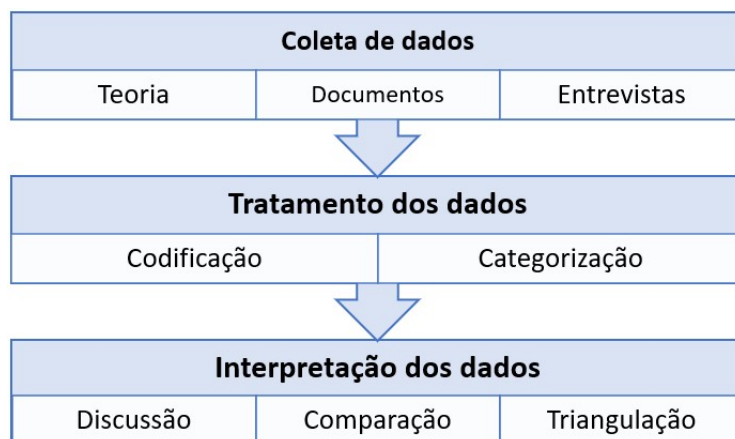 Coleta de dados
Teoria Documentos Entrevistas
Tratamento dos dados
Codificação Categorização
Interpretação dos dados
Discussão Comparação Triangulação